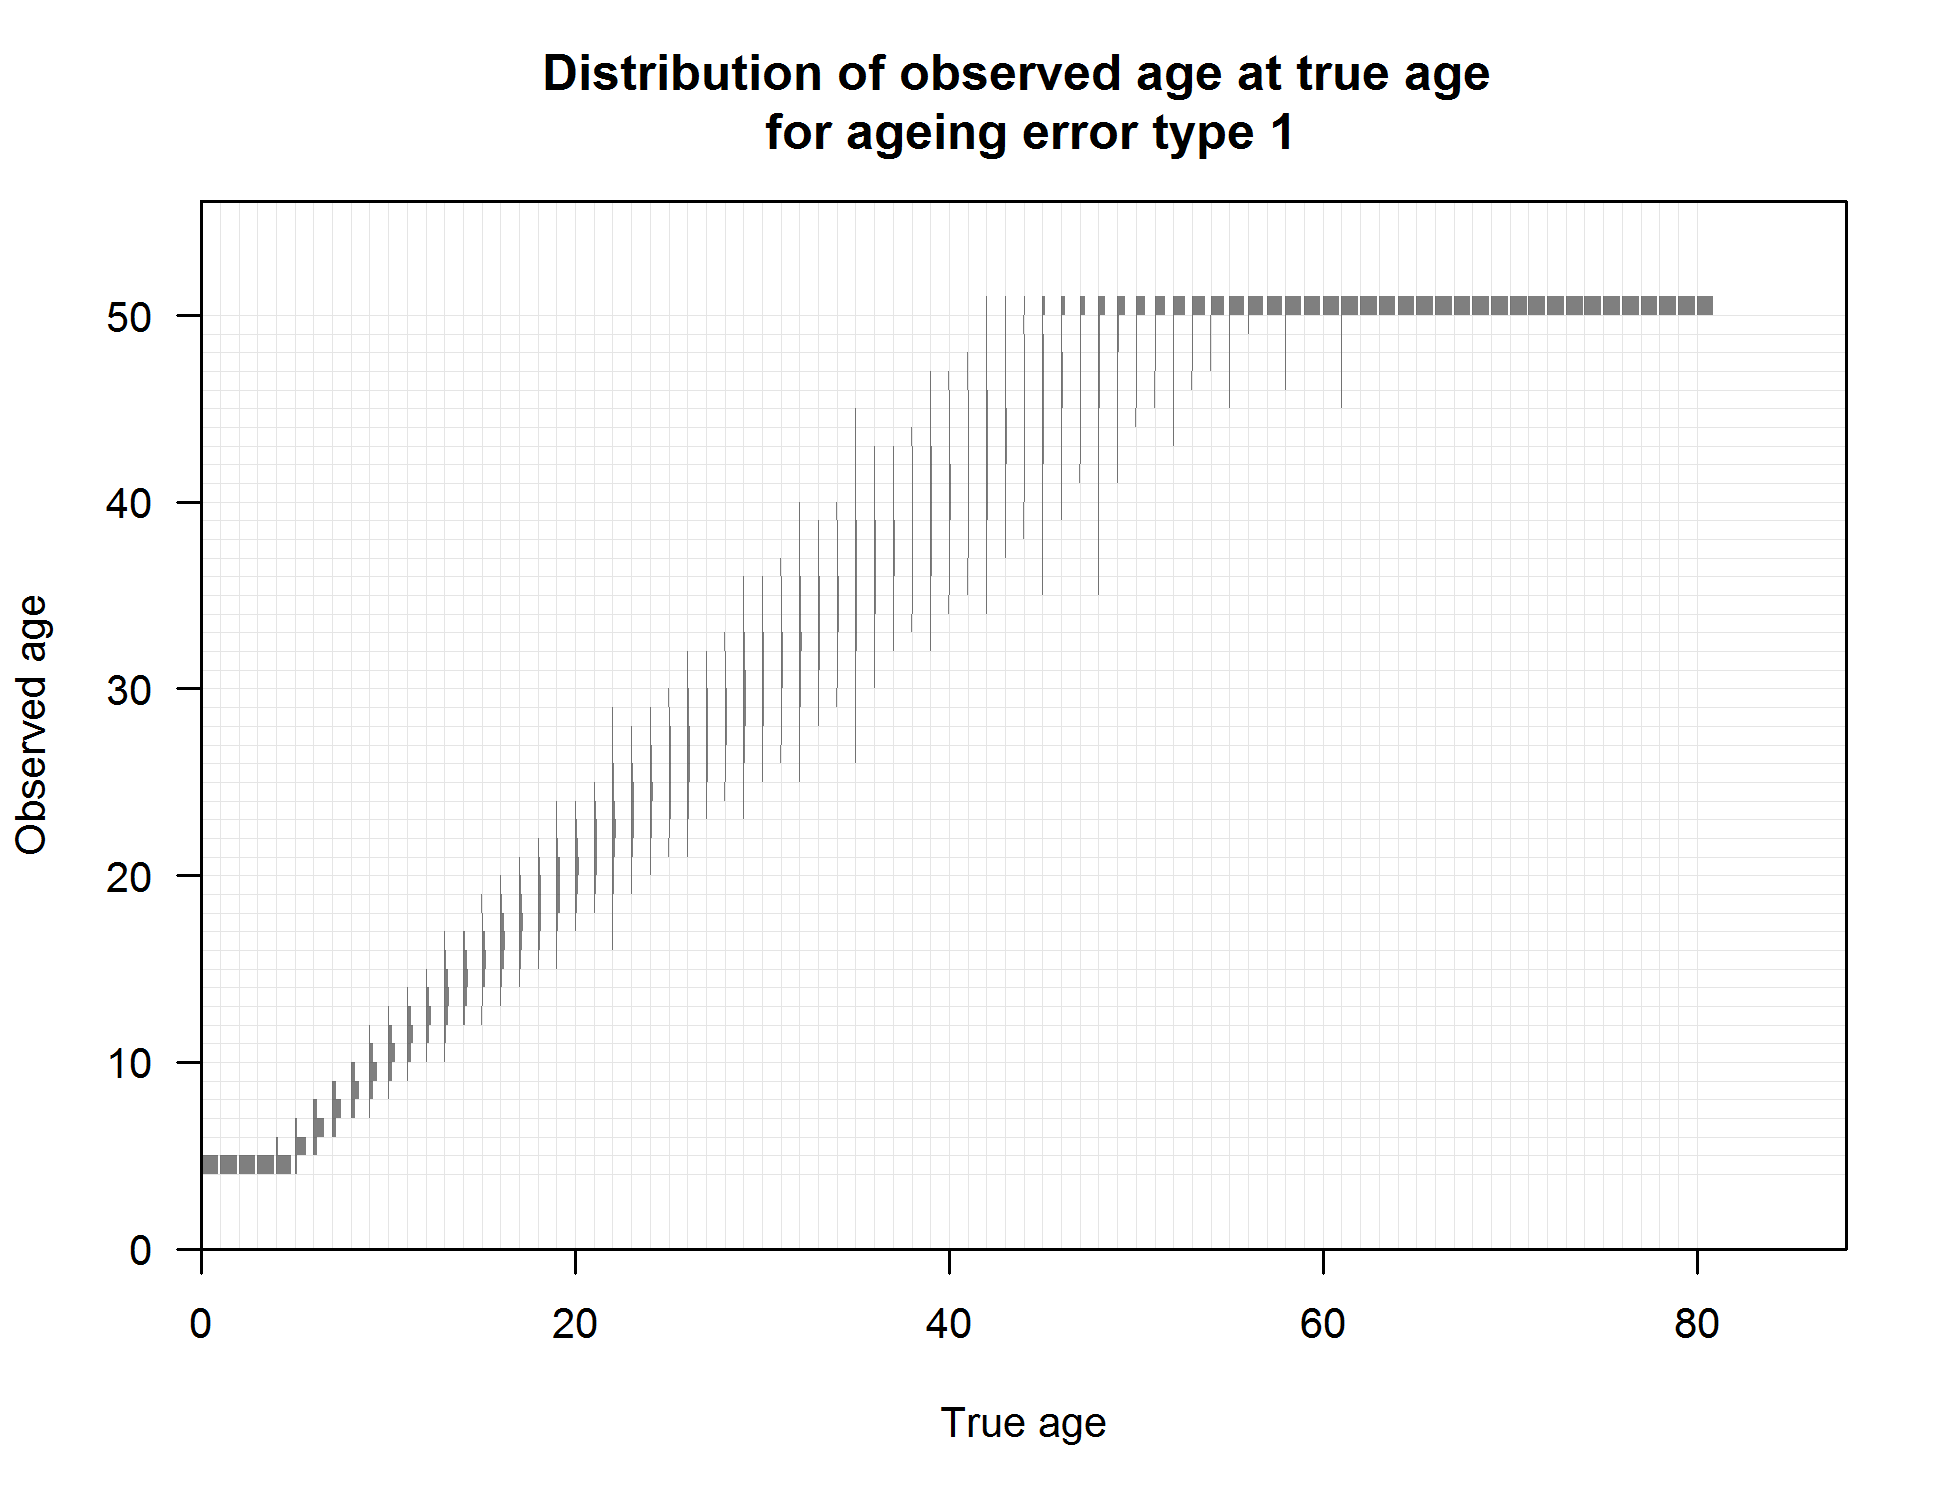 Distribution of observed age at true age
for ageing error type 1
50
40
30
20
10
0
Observed age
0 20 40 60 80
True age